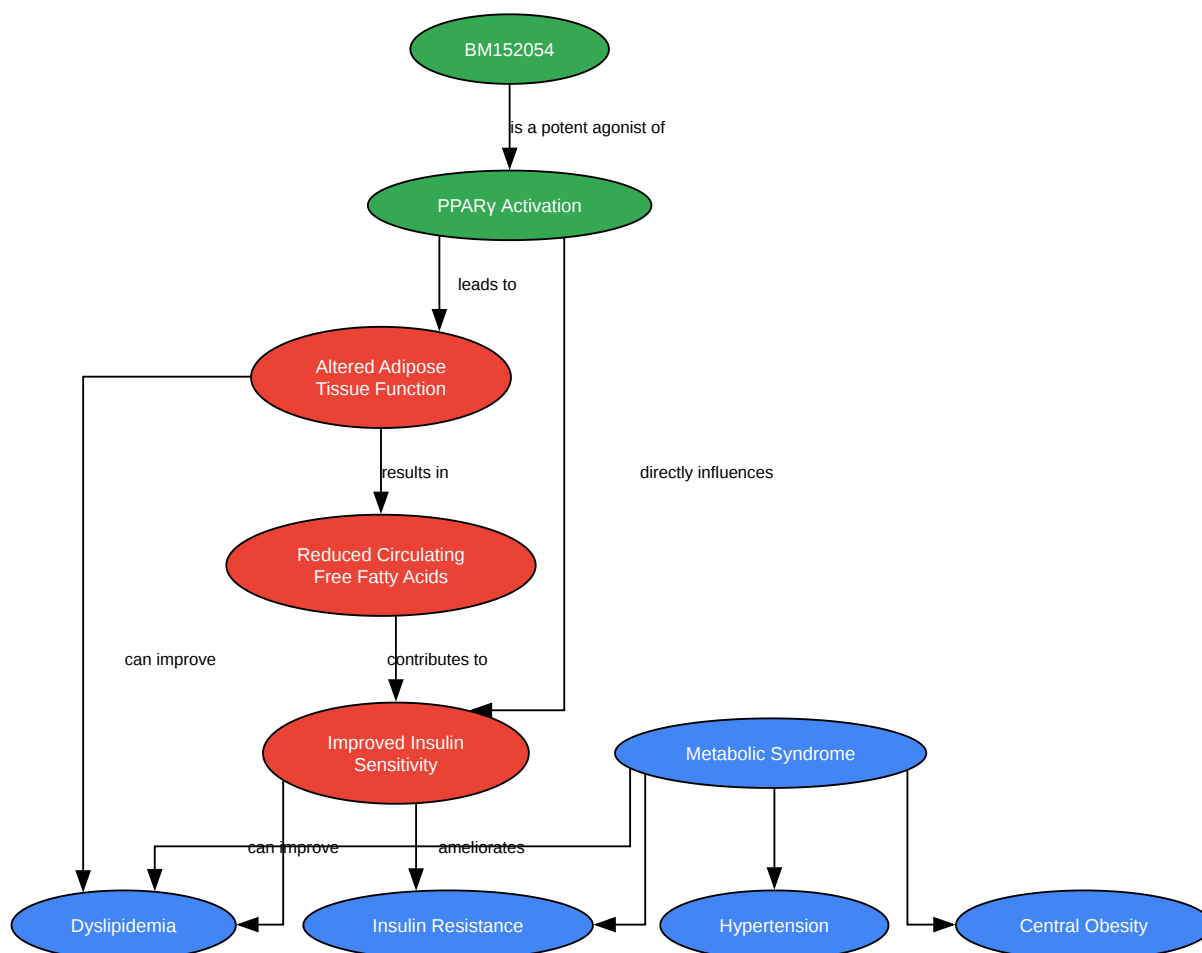 BM152054
is a potent agonist of
PPARγ Activation
leads to
Altered Adipose
Tissue Function
results in
directly influences
Reduced Circulating
Free Fatty Acids
can improve
contributes to
Improved Insulin
Sensitivity
Metabolic Syndrome
can improve
ameliorates
Dyslipidemia
Insulin Resistance
Hypertension
Central Obesity